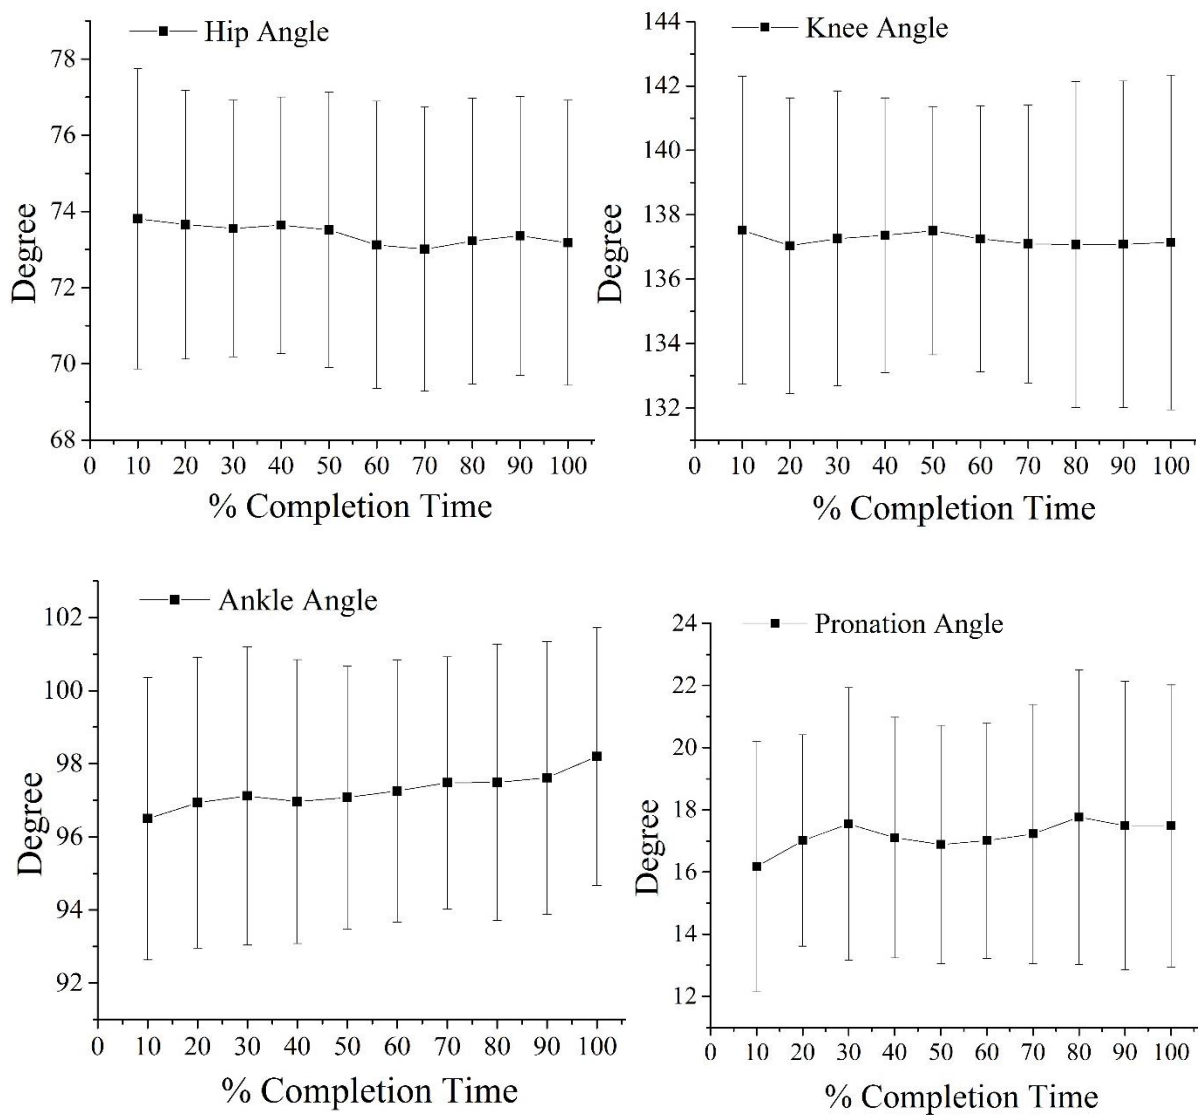 Hip Angle
78
76
74
72
70
68
Degree
0 10 20 30 40 50 60 70 80 90 100
% Completion Time
Knee Angle
144
142
140
138
136
134
132
Degree
0 10 20 30 40 50 60 70 80 90 100
% Completion Time
Ankle Angle
102
100
98
96
94
92
Degree
0 10 20 30 40 50 60 70 80 90 100
% Completion Time
Pronation Angle
24
22
20
18
16
14
12
Degree
0 10 20 30 40 50 60 70 80 90 100
% Completion Time